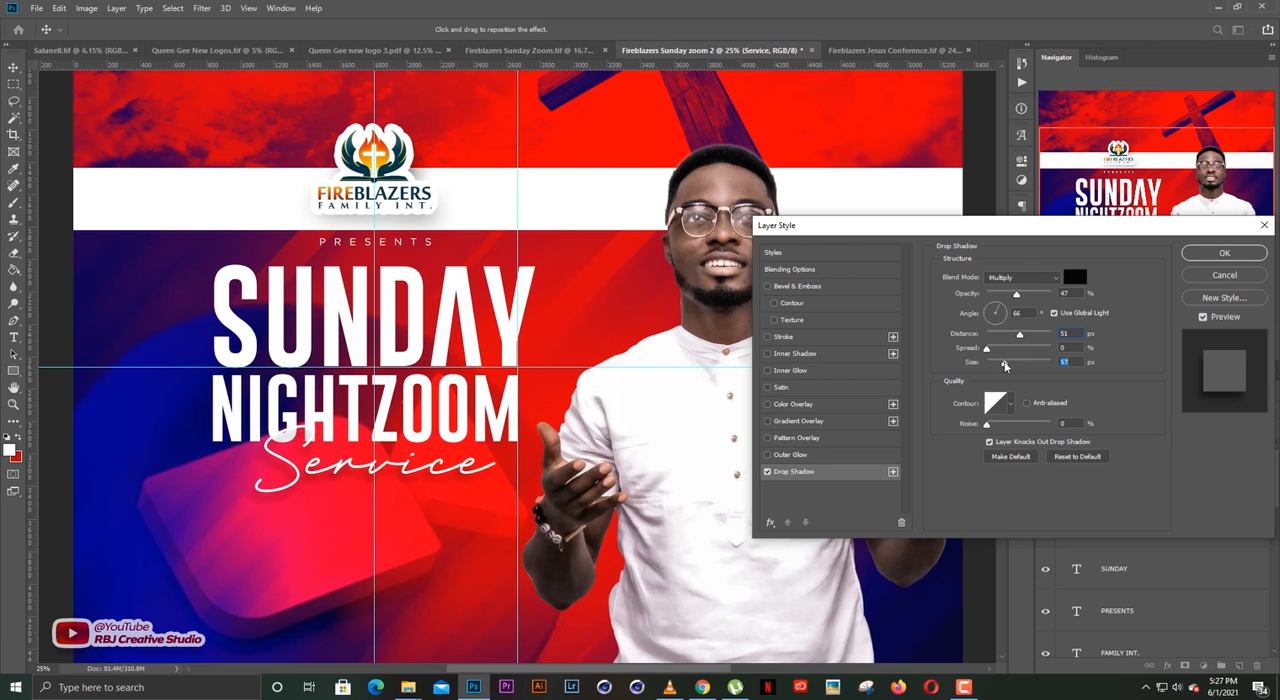 File Edit Image Layer Type Select Filter 3D View Window Help
Click and drag to reposition the effect.
Salunell.tif @ 6.15% (RGB...
Queen Gee New Logos.tif @ 5% (RG...
Queen Gee new logo 3.pdf @ 12.5% ...
Fireblazers Sunday Zoom.tif @ 16.7...
Fireblazers Sunday zoom 2 @ 25% (Service, RGB/8) *
Fireblazers Jesus Conference.tif @ 24...
Navigator Histogram
FIREBLAZERS
FAMILY INT.
PRESENTS
SUNDAY
NIGHTZOOM
Service
SUNDAY
Layer Style
Styles
Blending Options
Bevel & Emboss
Contour
Texture
Stroke
Inner Shadow
Inner Glow
Satin
Color Overlay
Gradient Overlay
Pattern Overlay
Outer Glow
Drop Shadow
fx
Drop Shadow
Structure
Blend Mode: Multiply
Opacity: 47 %
Angle: 66 ° Use Global Light
Distance: 51 px
Spread: 0 %
Size: 57 px
Quality
Contour: Anti-aliased
Noise: 0 %
Layer Knocks Out Drop Shadow
Make Default Reset to Default
OK
Cancel
New Style...
Preview
SUNDAY
PRESENTS
FAMILY INT.
@YouTube
RBJ Creative Studio
25% Doc: 81.4M/310.8M
Type here to search
5:27 PM
6/1/2021